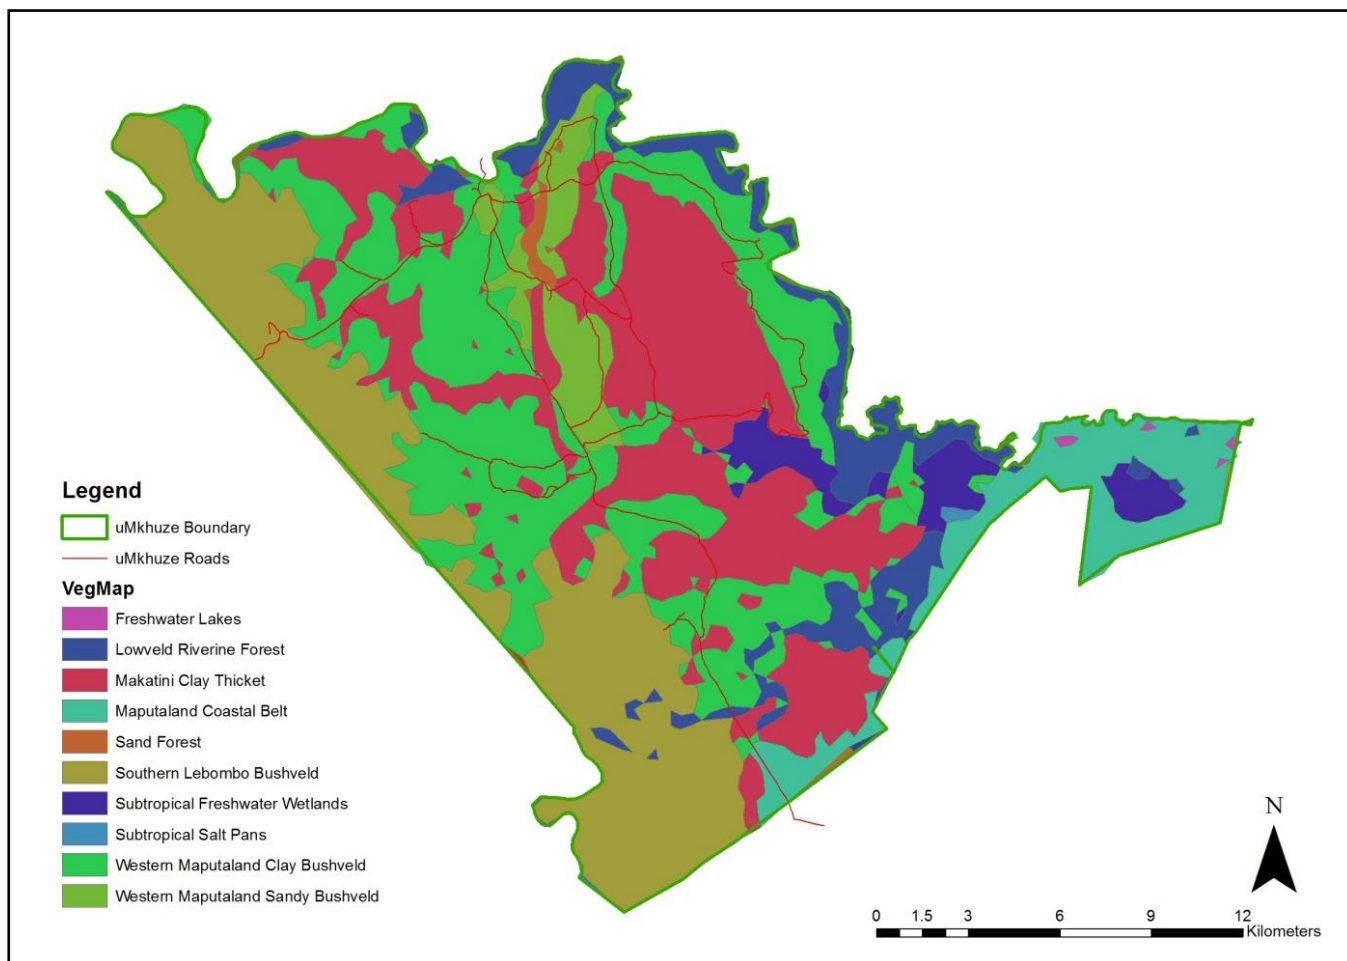 Legend
uMkhuze Boundary
uMkhuze Roads
VegMap
Freshwater Lakes
Lowveld Riverine Forest
Makatini Clay Thicket
Maputaland Coastal Belt
Sand Forest
Southern Lebombo Bushveld
Subtropical Freshwater Wetlands
Subtropical Salt Pans
Western Maputaland Clay Bushveld
Western Maputaland Sandy Bushveld
N
0 1.5 3 6 9 12
Kilometers